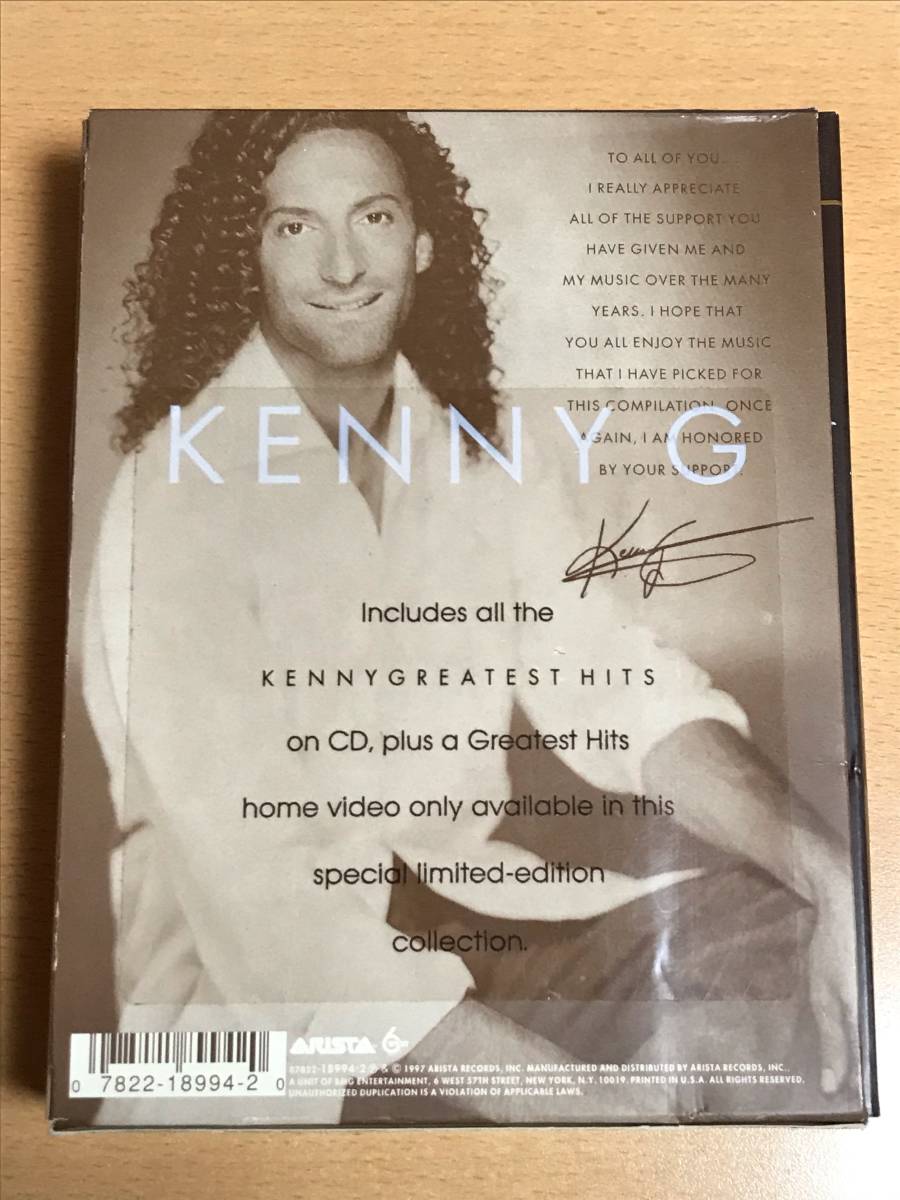 TO ALL OF YOU...
I REALLY APPRECIATE
ALL OF THE SUPPORT YOU
HAVE GIVEN ME AND
MY MUSIC OVER THE MANY
YEARS. I HOPE THAT
YOU ALL ENJOY THE MUSIC
THAT I HAVE PICKED FOR
THIS COMPILATION. ONCE
AGAIN, I AM HONORED
BY YOUR SUPPORT.
KENNY G
Kenny G
Includes all the
KENNYGREATEST HITS
on CD, plus a Greatest Hits
home video only available in this
special limited-edition
collection.
ARISTA
07822-18994-2 ℗ & © 1997 ARISTA RECORDS, INC. MANUFACTURED AND DISTRIBUTED BY ARISTA RECORDS, INC.,
A UNIT OF BMG ENTERTAINMENT, 6 WEST 57TH STREET, NEW YORK, N.Y. 10019. PRINTED IN U.S.A. ALL RIGHTS RESERVED.
UNAUTHORIZED DUPLICATION IS A VIOLATION OF APPLICABLE LAWS.
0 7822-18994-2 0